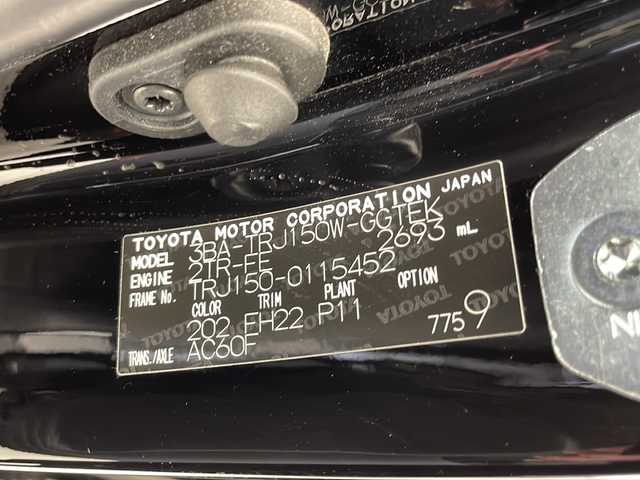 TOYOTA MOTOR CORPORATION JAPAN
MODEL 3BA-TRJ150W-GGTEK
ENGINE 2TR-FE 2693 mL
FRAME No. TRJ150-0115452
COLOR TRIM PLANT OPTION
202 EH22 P11
TRANS./AXLE AC60F 7759